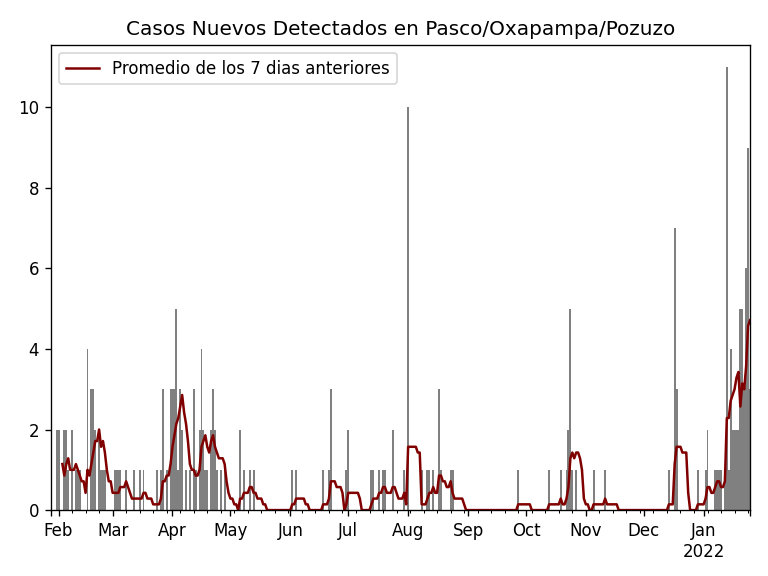 Casos Nuevos Detectados en Pasco/Oxapampa/Pozuzo
Promedio de los 7 dias anteriores
10
8
6
4
2
0
Feb Mar Apr May Jun Jul Aug Sep Oct Nov Dec Jan
2022